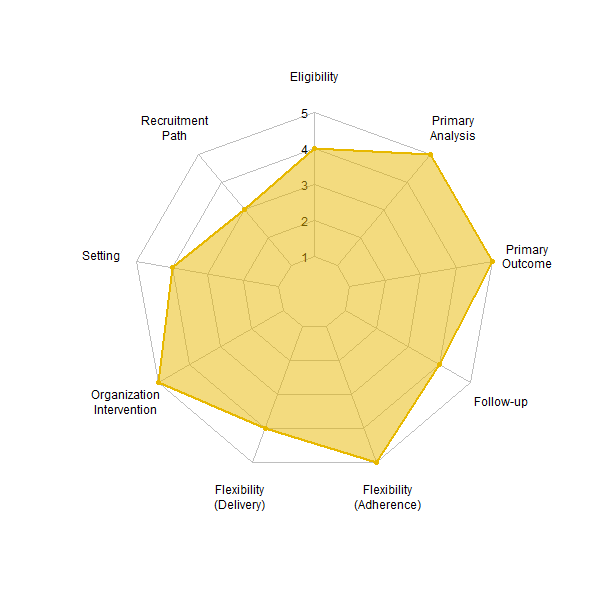 Eligibility
Recruitment
Path
Primary
Analysis
5
4
3
2
1
Setting
Primary
Outcome
Organization
Intervention
Follow-up
Flexibility
(Delivery)
Flexibility
(Adherence)